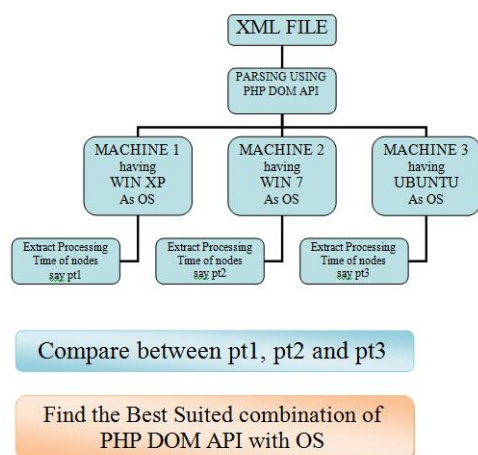 XML FILE
PARSING USING
PHP DOM API
MACHINE 1
having
WIN XP
As OS
MACHINE 2
having
WIN 7
As OS
MACHINE 3
having
UBUNTU
As OS
Extract Processing
Time of nodes
say pt1
Extract Processing
Time of nodes
say pt2
Extract Processing
Time of nodes
say pt3
Compare between pt1, pt2 and pt3
Find the Best Suited combination of
PHP DOM API with OS